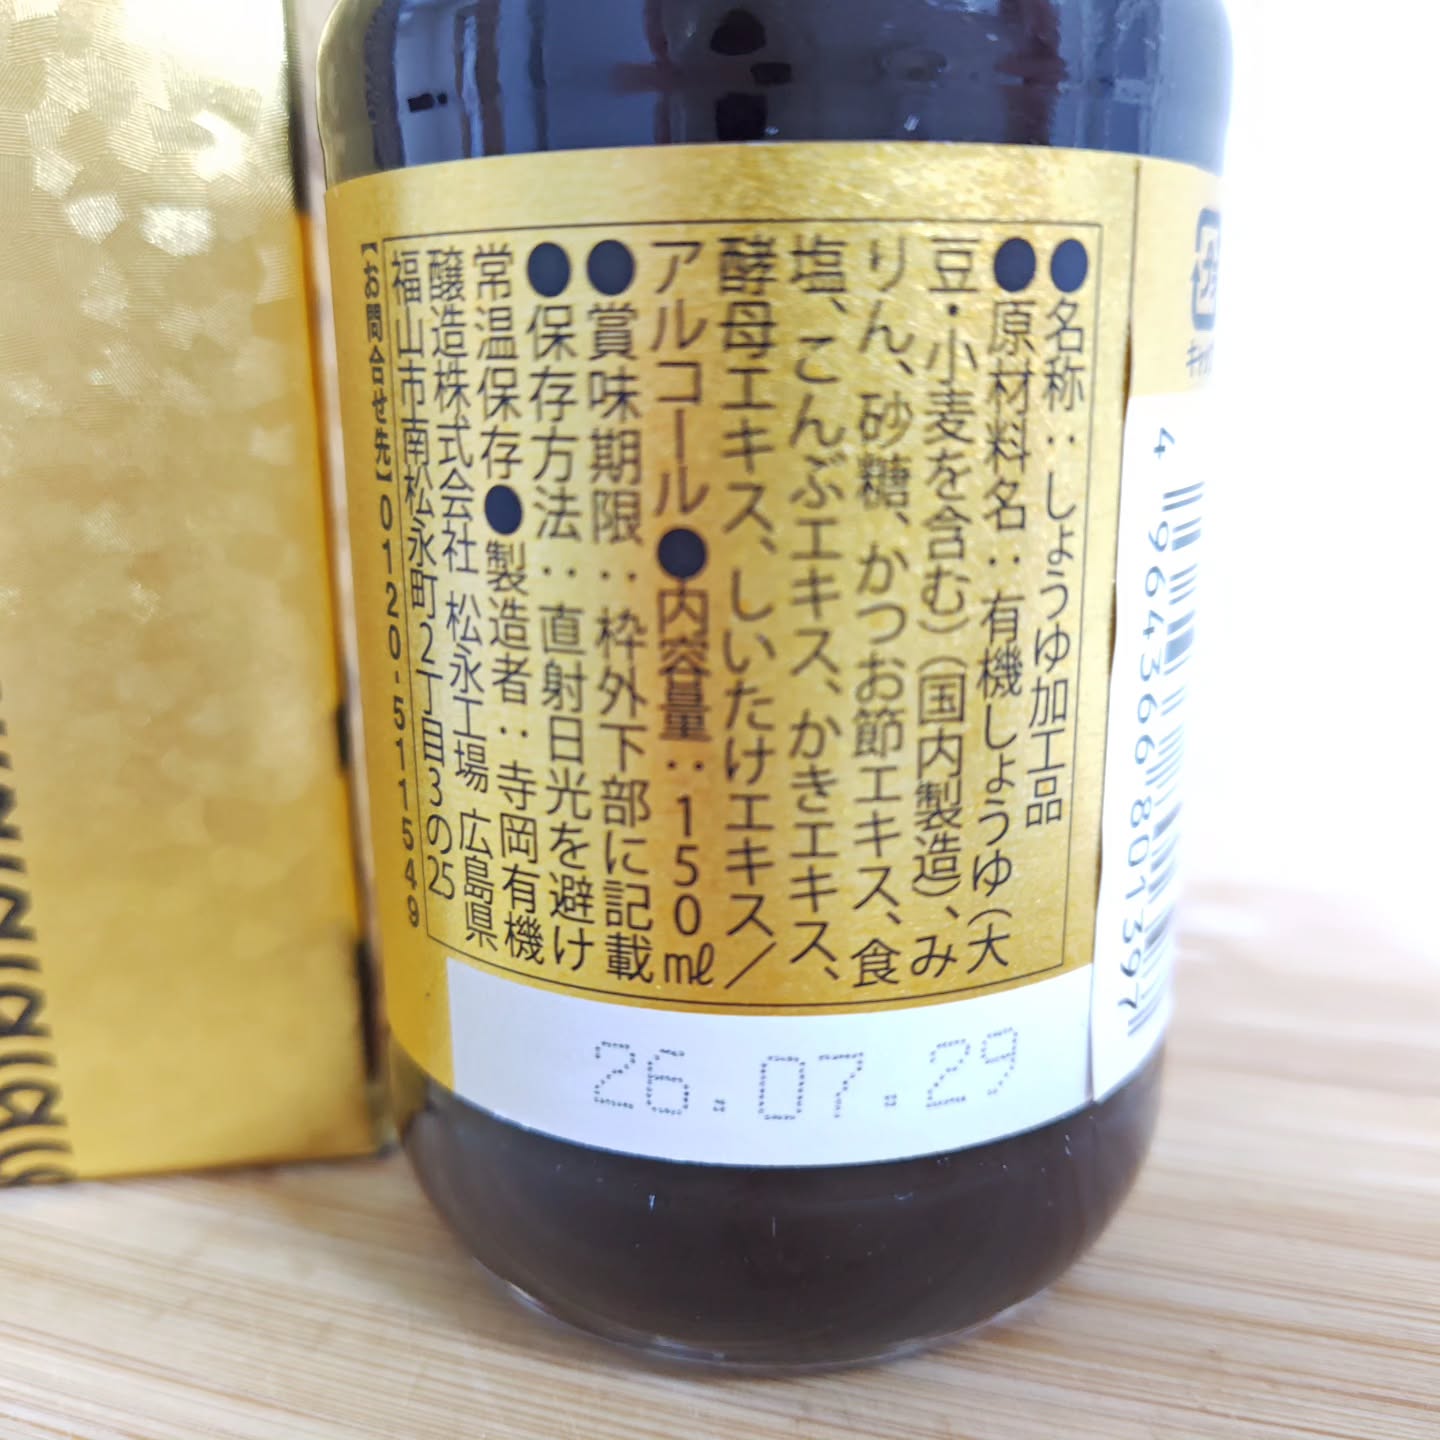 ●名称：しょうゆ加工品
●原材料名：有機しょうゆ（大
豆・小麦を含む）（国内製造）、み
りん、砂糖、かつお節エキス、食
塩、こんぶエキス、かきエキス、
酵母エキス、しいたけエキス／
アルコール●内容量：150㎖
●賞味期限：枠外下部に記載
●保存方法：直射日光を避け
常温保存●製造者：寺岡有機
醸造株式会社 松永工場 広島県
福山市南松永町2丁目3の25
【お問合せ先】0120-511549
26.07.29
4 964366 801397